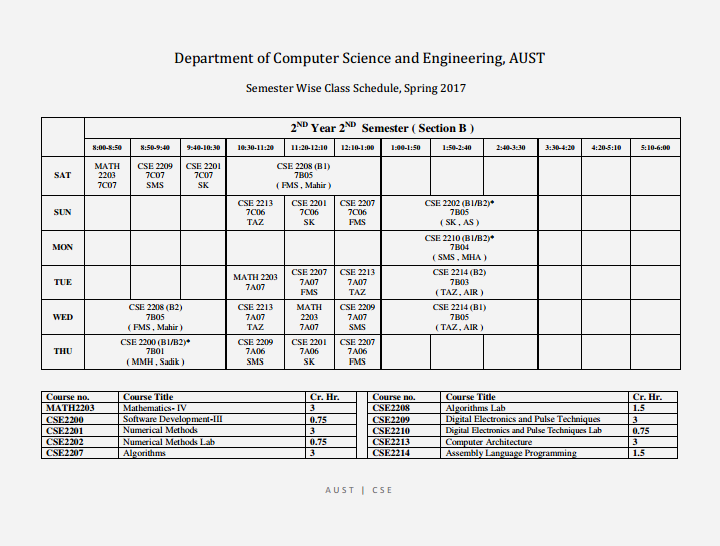 Department of Computer Science and Engineering, AUST
Semester Wise Class Schedule, Spring 2017
2ND Year 2ND Semester ( Section B )
8:00-8:50 8:50-9:40 9:40-10:30 10:30-11:20 11:20-12:10 12:10-1:00 1:00-1:50 1:50-2:40 2:40-3:30 3:30-4:20 4:20-5:10 5:10-6:00
SAT
MATH 2203 7C07
CSE 2209 7C07 SMS
CSE 2201 7C07 SK
CSE 2208 (B1)
7B05
( FMS , Mahir )
SUN
CSE 2213 7C06 TAZ
CSE 2201 7C06 SK
CSE 2207 7C06 FMS
CSE 2202 (B1/B2)*
7B05
( SK , AS )
MON
CSE 2210 (B1/B2)*
7B04
( SMS , MHA )
TUE
MATH 2203 7A07
CSE 2207 7A07 FMS
CSE 2213 7A07 TAZ
CSE 2214 (B2)
7B03
( TAZ , AIR )
WED
CSE 2208 (B2)
7B05
( FMS , Mahir )
CSE 2213 7A07 TAZ
MATH 2203 7A07
CSE 2209 7A07 SMS
CSE 2214 (B1)
7B05
( TAZ , AIR )
THU
CSE 2200 (B1/B2)*
7B01
( MMH , Sadik )
CSE 2209 7A06 SMS
CSE 2201 7A06 SK
CSE 2207 7A06 FMS
Course no. Course Title Cr. Hr.
MATH2203 Mathematics- IV 3
CSE2200 Software Development-III 0.75
CSE2201 Numerical Methods 3
CSE2202 Numerical Methods Lab 0.75
CSE2207 Algorithms 3
Course no. Course Title Cr. Hr.
CSE2208 Algorithms Lab 1.5
CSE2209 Digital Electronics and Pulse Techniques 3
CSE2210 Digital Electronics and Pulse Techniques Lab 0.75
CSE2213 Computer Architecture 3
CSE2214 Assembly Language Programming 1.5
AUST | CSE